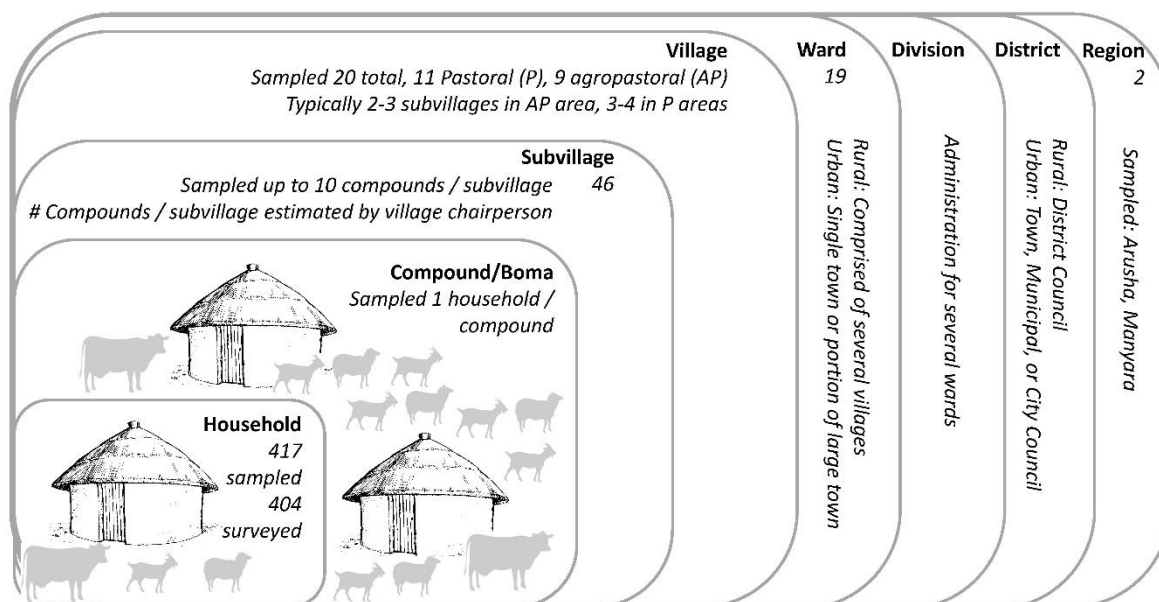 Village
Sampled 20 total, 11 Pastoral (P), 9 agropastoral (AP)
Typically 2-3 subvillages in AP area, 3-4 in P areas
Ward
19
Rural: Comprised of several villages
Urban: Single town or portion of large town
Division
Administration for several wards
District
Rural: District Council
Urban: Town, Municipal, or City Council
Region
2
Sampled: Arusha, Manyara
Subvillage
Sampled up to 10 compounds / subvillage
46
# Compounds / subvillage estimated by village chairperson
Compound/Boma
Sampled 1 household /
compound
Household
417
sampled
404
surveyed